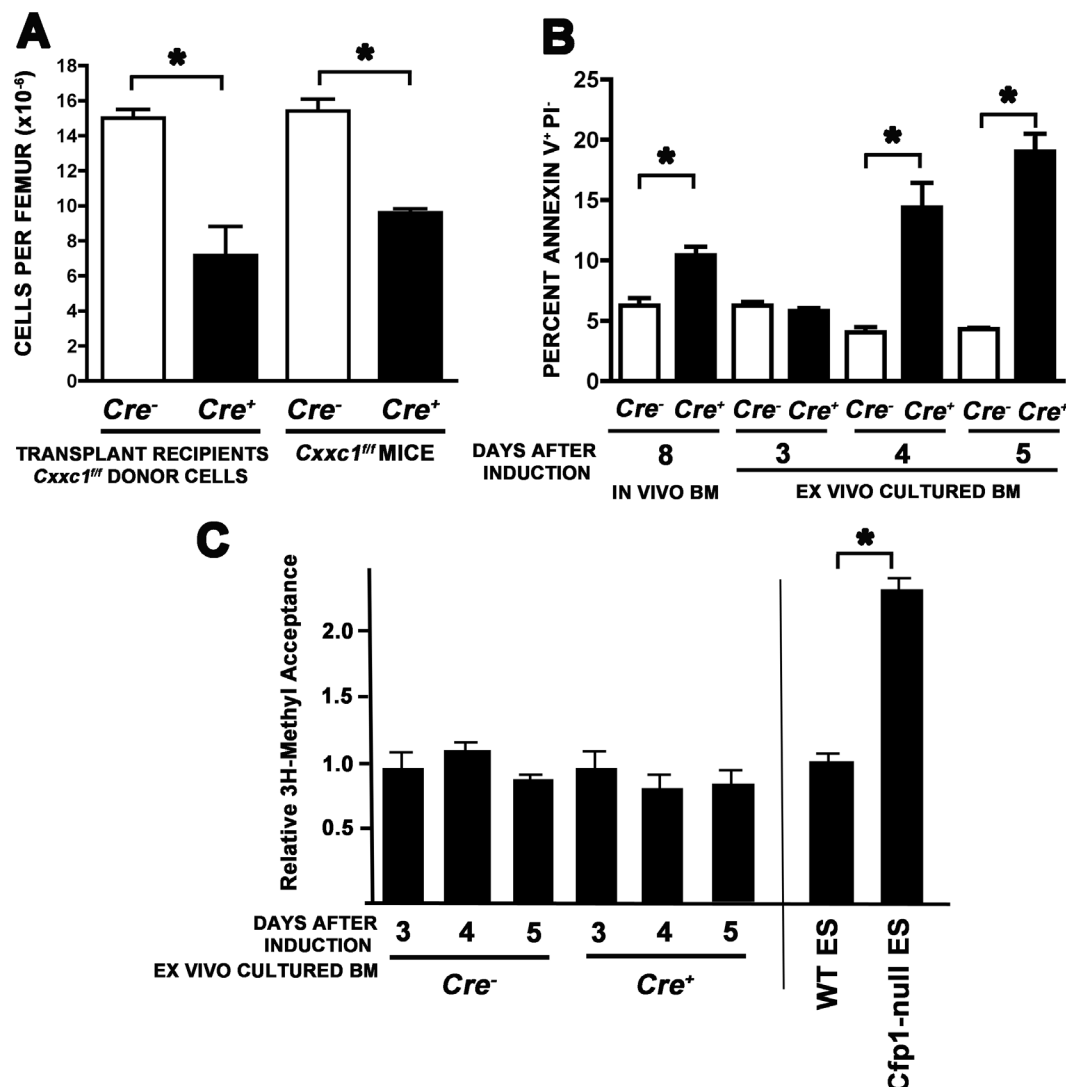 A
CELLS PER FEMUR (x10⁻⁶)
18
16
14
12
10
8
6
4
2
0
*
*
Cre⁻ Cre⁺ Cre⁻ Cre⁺
TRANSPLANT RECIPIENTS
Cxxc1ᶠ/ᶠ DONOR CELLS
Cxxc1ᶠ/ᶠ MICE
B
PERCENT ANNEXIN V⁺ PI⁻
25
20
15
10
5
0
*
*
*
Cre⁻ Cre⁺ Cre⁻ Cre⁺ Cre⁻ Cre⁺ Cre⁻ Cre⁺
DAYS AFTER
INDUCTION
8 3 4 5
IN VIVO BM EX VIVO CULTURED BM
C
Relative 3H-Methyl Acceptance
2.0
1.5
1.0
0.5
*
DAYS AFTER
INDUCTION
3 4 5 3 4 5
EX VIVO CULTURED BM
Cre⁻ Cre⁺
WT ES
Cfp1-null ES